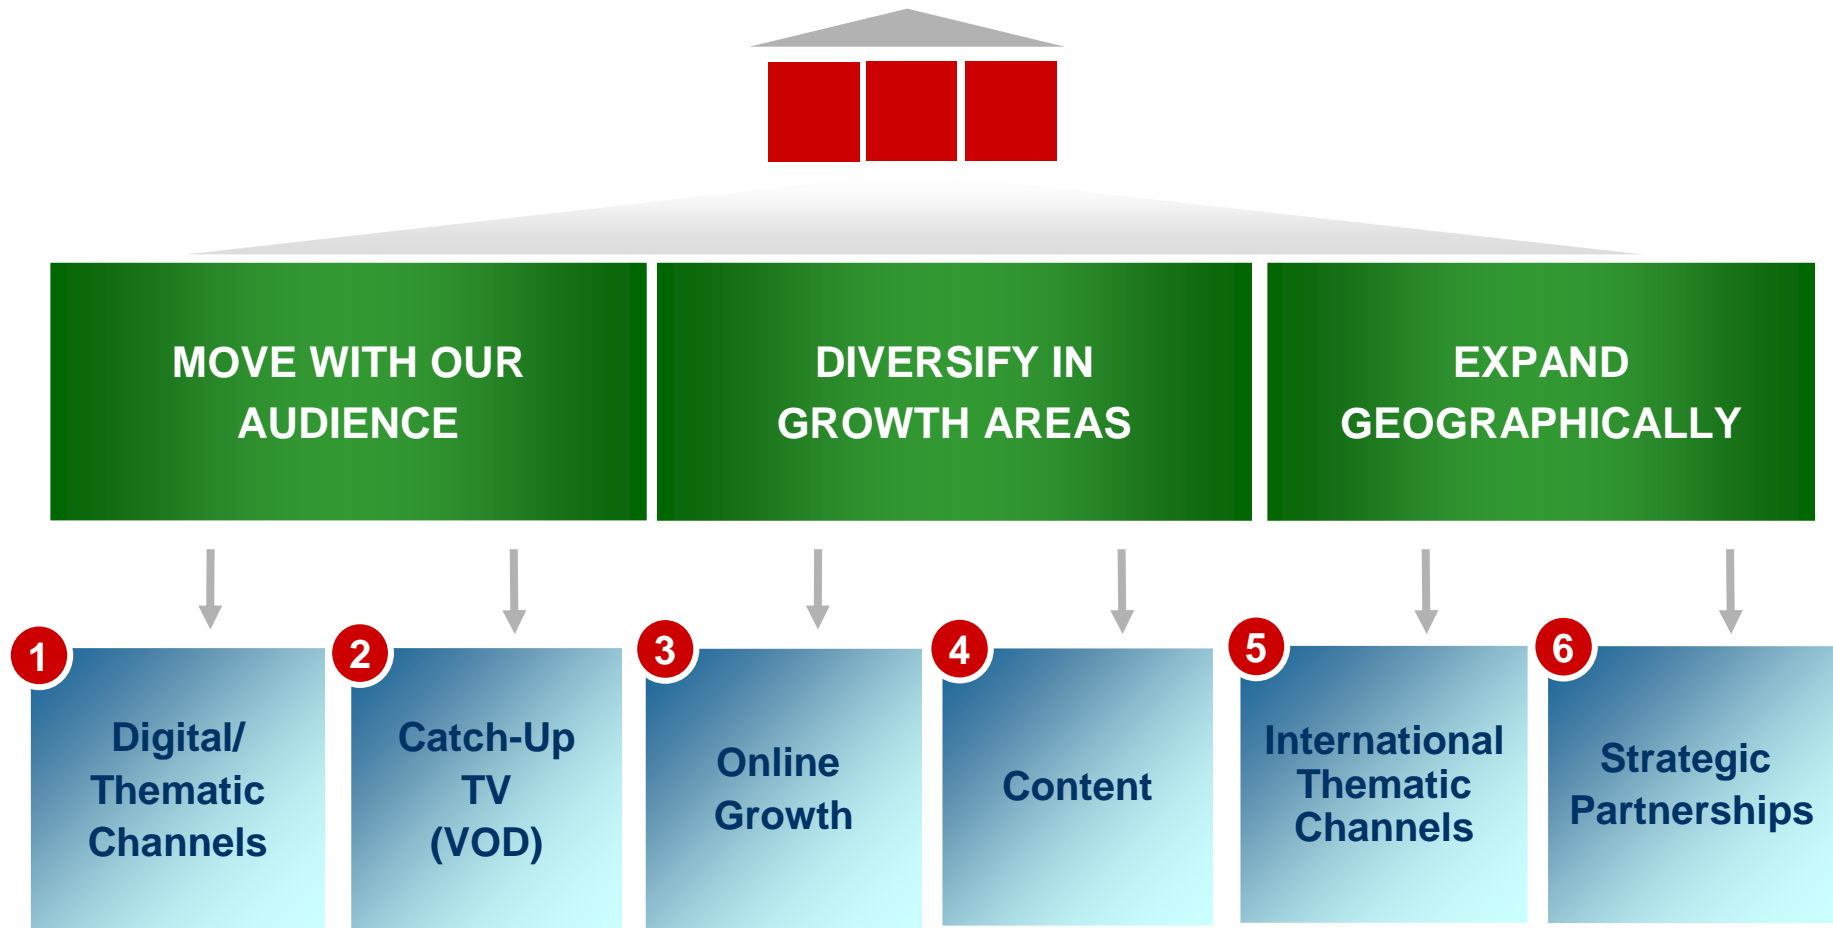 MOVE WITH OUR
AUDIENCE
DIVERSIFY IN
GROWTH AREAS
EXPAND
GEOGRAPHICALLY
1
Digital/
Thematic
Channels
2
Catch-Up
TV
(VOD)
3
Online
Growth
4
Content
5
International
Thematic
Channels
6
Strategic
Partnerships